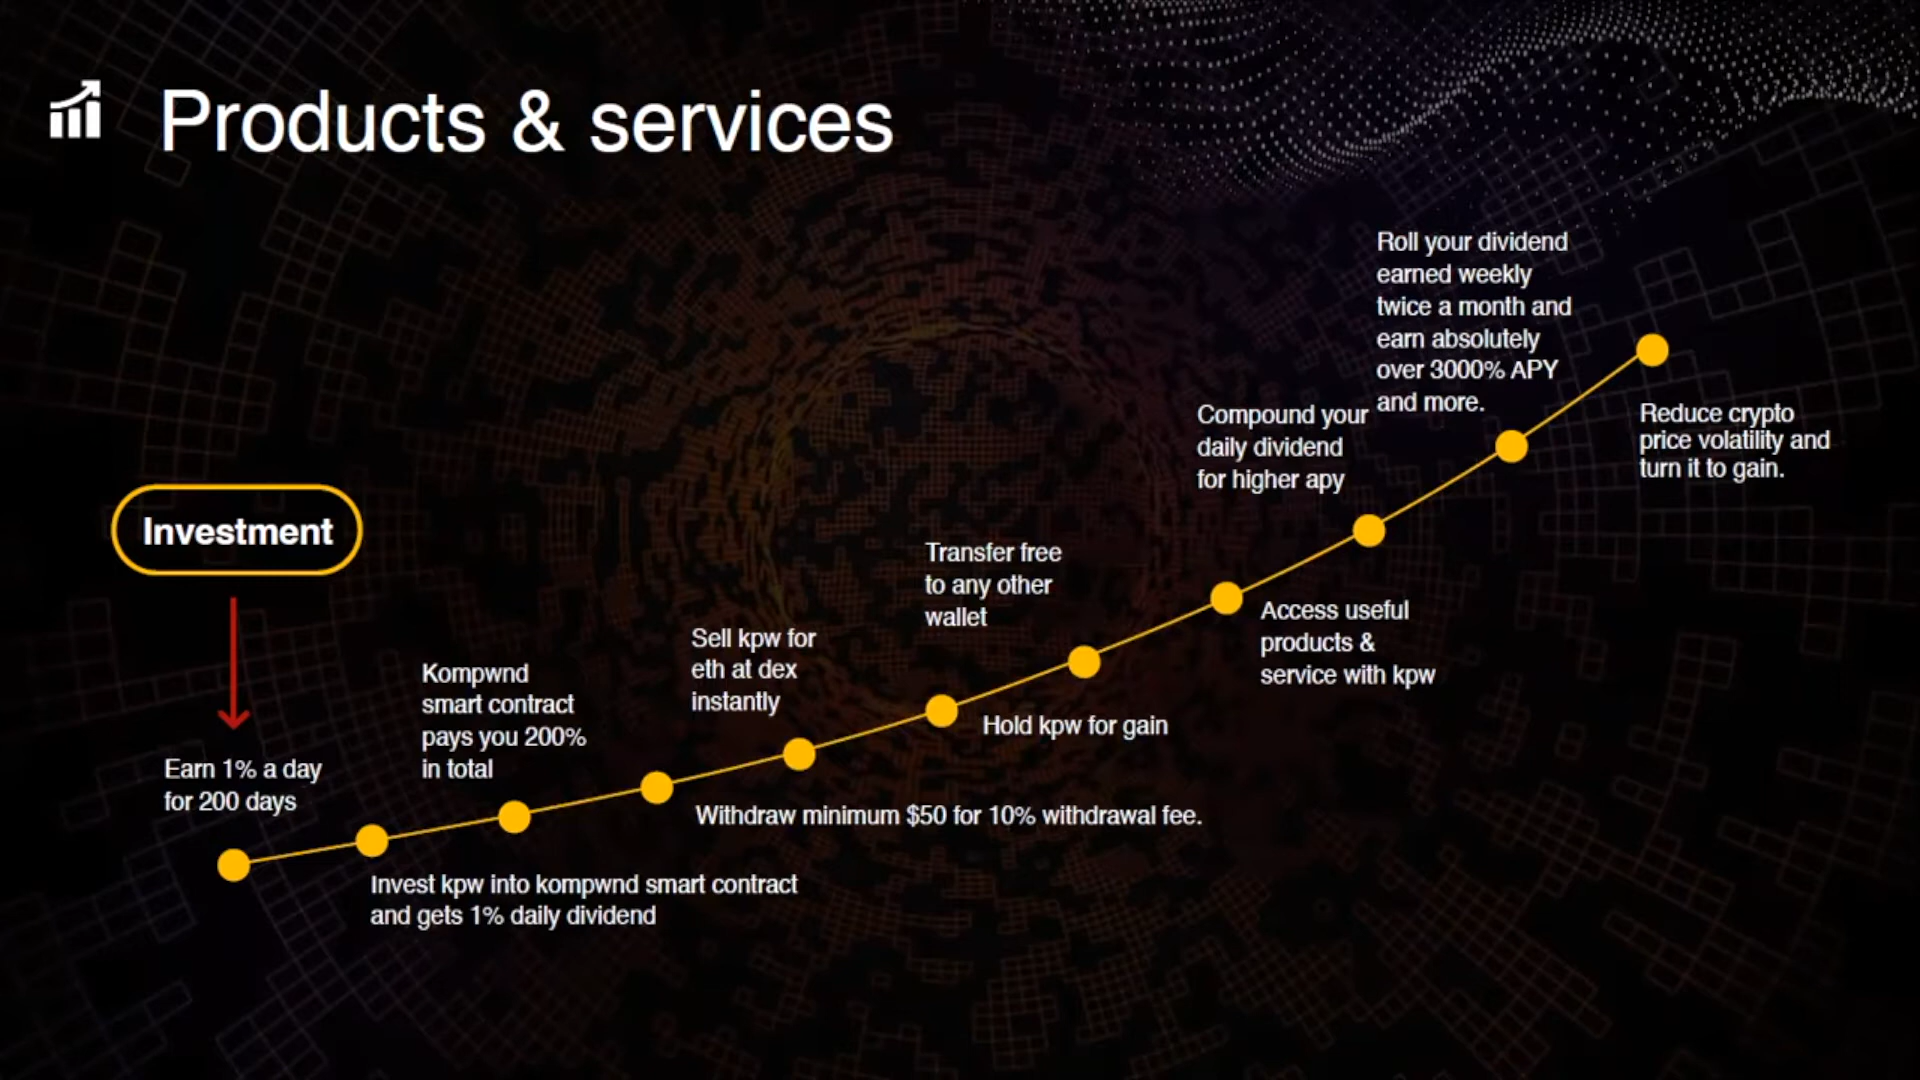 Products & services
Investment
Earn 1% a day
for 200 days
Invest kpw into kompwnd smart contract
and gets 1% daily dividend
Kompwnd
smart contract
pays you 200%
in total
Withdraw minimum $50 for 10% withdrawal fee.
Sell kpw for
eth at dex
instantly
Hold kpw for gain
Transfer free
to any other
wallet
Access useful
products &
service with kpw
Compound your
daily dividend
for higher apy
Roll your dividend
earned weekly
twice a month and
earn absolutely
over 3000% APY
and more.
Reduce crypto
price volatility and
turn it to gain.